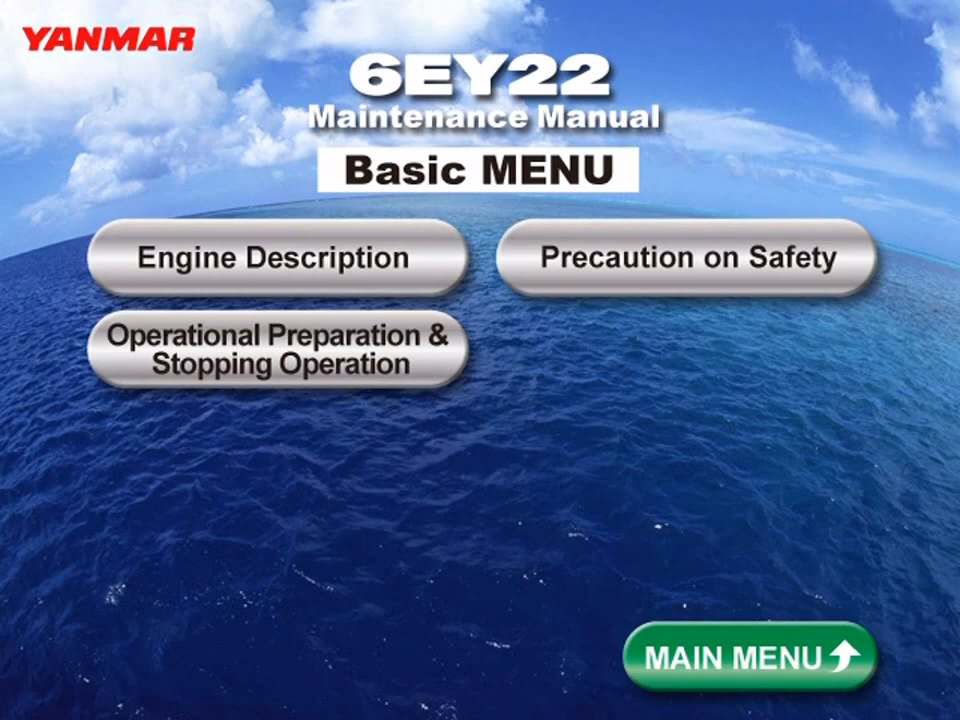 YANMAR
6EY22
Maintenance Manual
Basic MENU
Engine Description
Precaution on Safety
Operational Preparation &
Stopping Operation
MAIN MENU